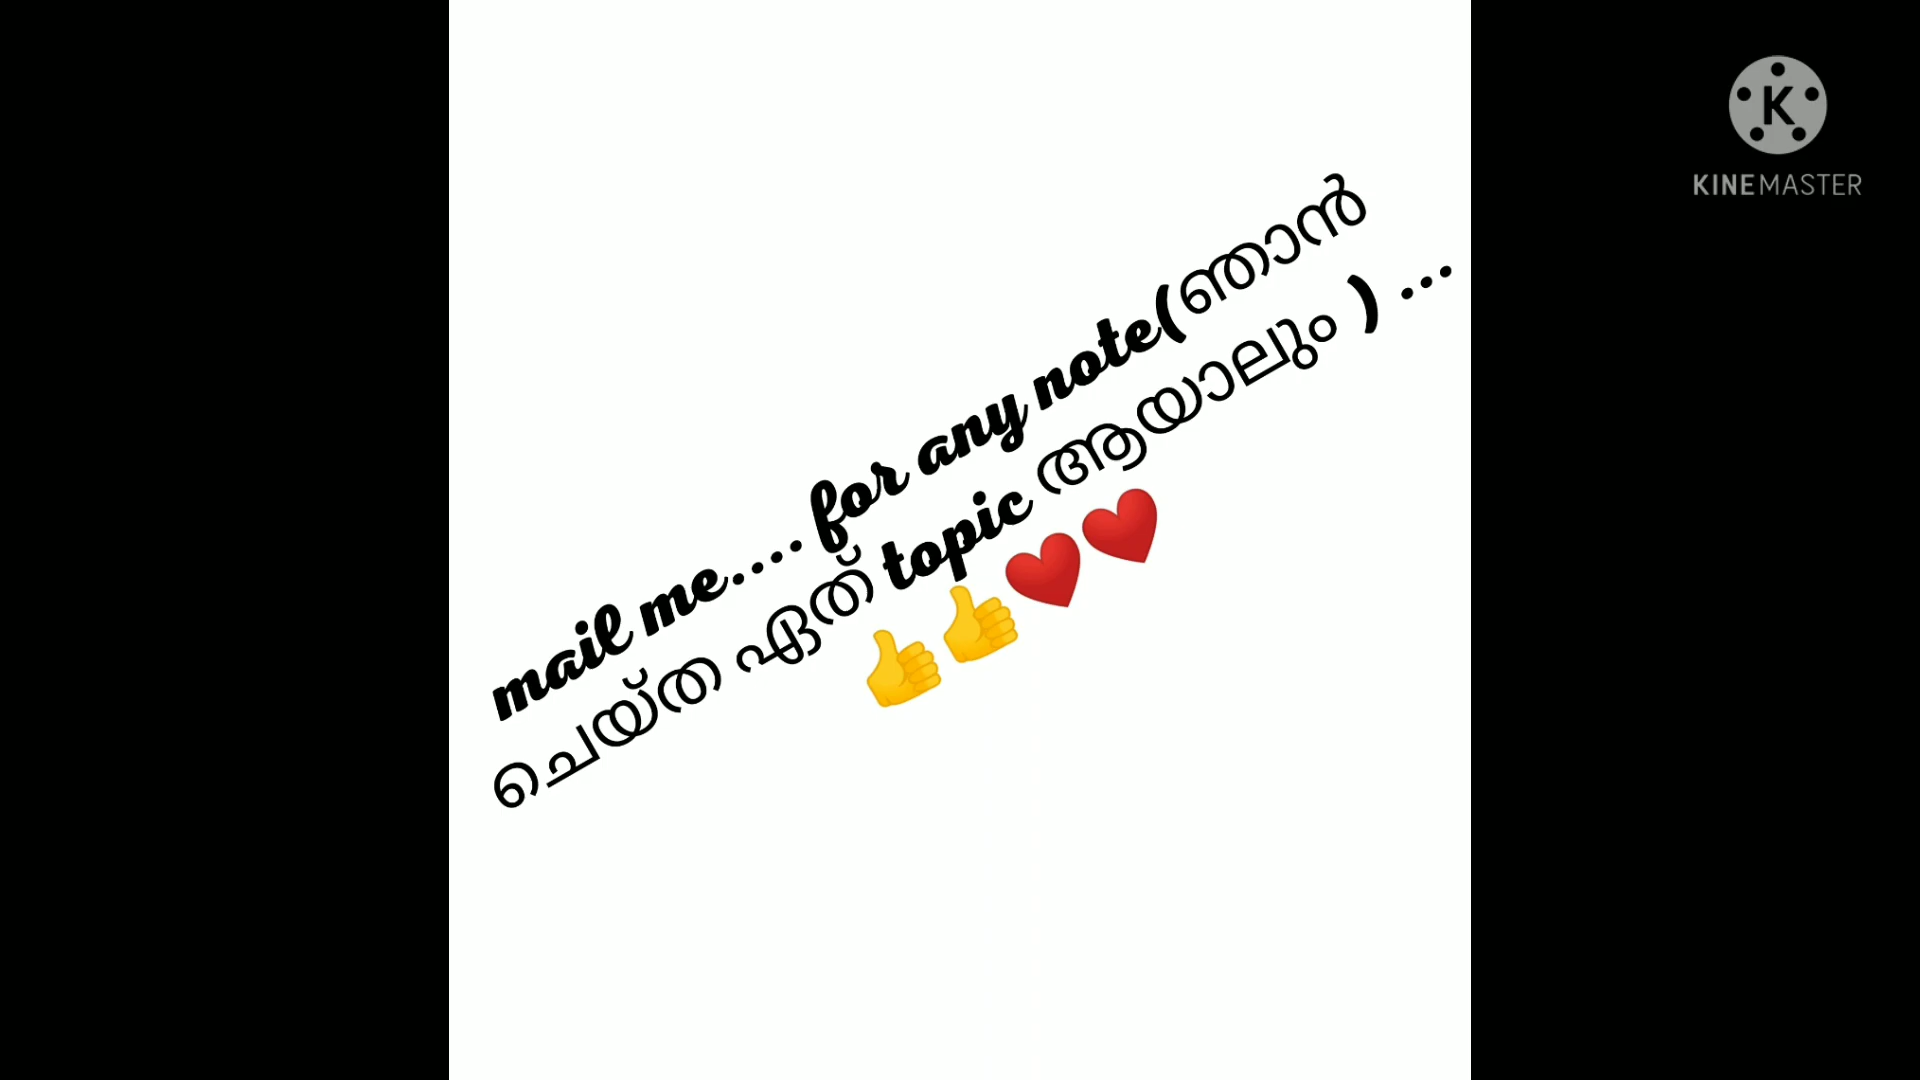 mail me.... for any note(ഞാൻ
ചെയ്ത ഏത് topic ആയാലും ) ...
👍👍❤️❤️
K
KINEMASTER